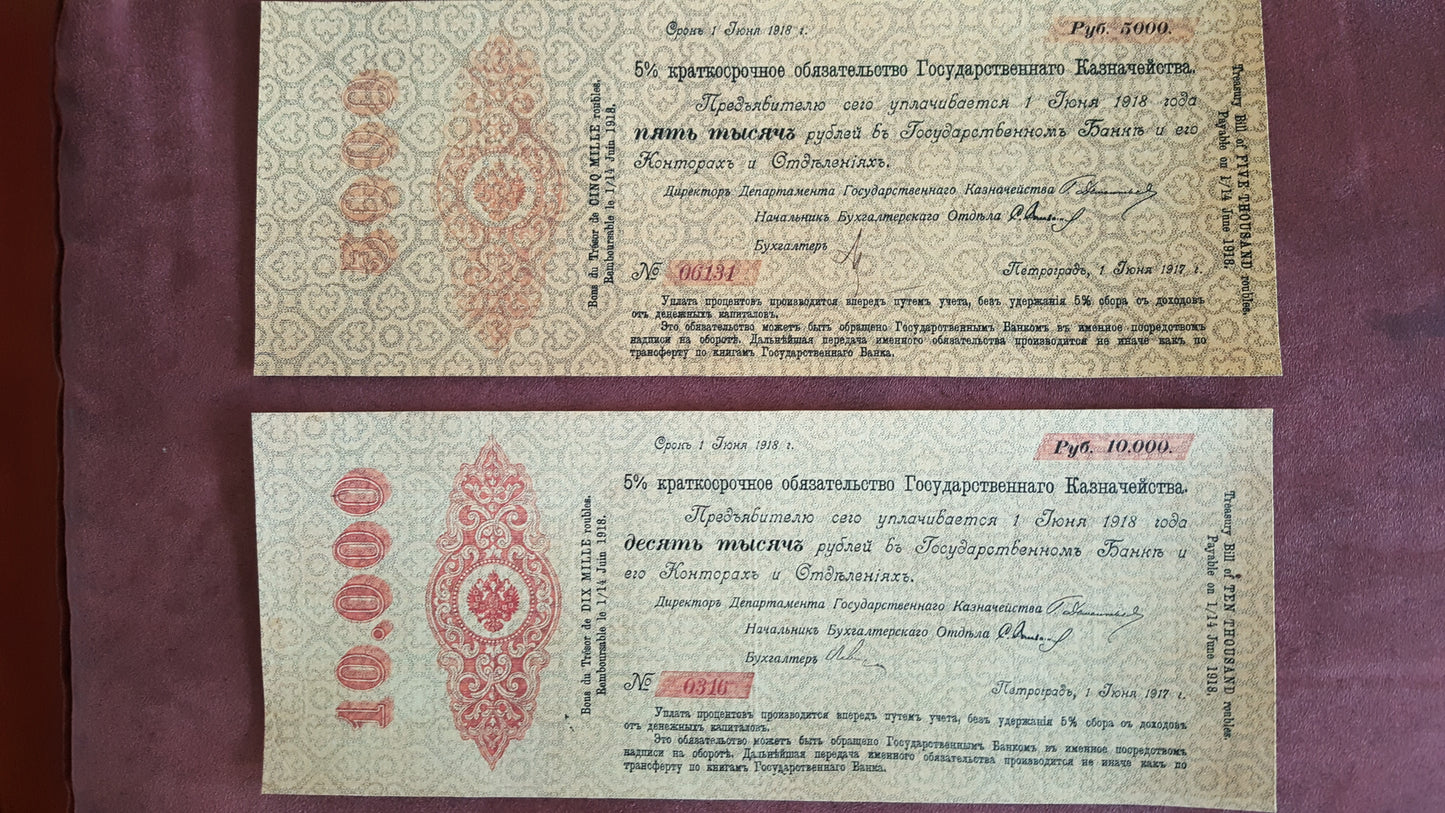 5000
Bons du Trésor de CINQ MILLE roubles.
Remboursable le 1/14 Juin 1918.
Срокъ 1 Іюня 1918 г.
Руб. 5000.
5% краткосрочное обязательство Государственнаго Казначейства.
Предъявителю сего уплачивается 1 Іюня 1918 года
пять тысячъ рублей въ Государственномъ Банкѣ и его
Конторахъ и Отдѣленіяхъ.
Директоръ Департамента Государственнаго Казначейства
Начальникъ Бухгалтерскаго Отдѣла
Бухгалтеръ
№ 06134
Петроградъ, 1 Іюня 1917 г.
Уплата процентовъ производится впередъ путемъ учета, безъ удержанія 5% сбора съ доходовъ
отъ денежныхъ капиталовъ.
Это обязательство можетъ быть обращено Государственнымъ Банкомъ въ именное посредствомъ
надписи на оборотѣ. Дальнѣйшая передача именного обязательства производится не иначе какъ по
трансферту по книгамъ Государственнаго Банка.
Treasury Bill of FIVE THOUSAND roubles.
Payable on 1/14 June 1918.
10.000
Bons du Trésor de DIX MILLE roubles.
Remboursable le 1/14 Juin 1918.
Срокъ 1 Іюня 1918 г.
Руб. 10.000.
5% краткосрочное обязательство Государственнаго Казначейства.
Предъявителю сего уплачивается 1 Іюня 1918 года
десять тысячъ рублей въ Государственномъ Банкѣ и
его Конторахъ и Отдѣленіяхъ.
Директоръ Департамента Государственнаго Казначейства
Начальникъ Бухгалтерскаго Отдѣла
Бухгалтеръ
№ 0316
Петроградъ, 1 Іюня 1917 г.
Уплата процентовъ производится впередъ путемъ учета, безъ удержанія 5% сбора съ доходовъ
отъ денежныхъ капиталовъ.
Это обязательство можетъ быть обращено Государственнымъ Банкомъ въ именное посредствомъ
надписи на оборотѣ. Дальнѣйшая передача именного обязательства производится не иначе какъ по
трансферту по книгамъ Государственнаго Банка.
Treasury Bill of TEN THOUSAND roubles.
Payable on 1/14 June 1918.